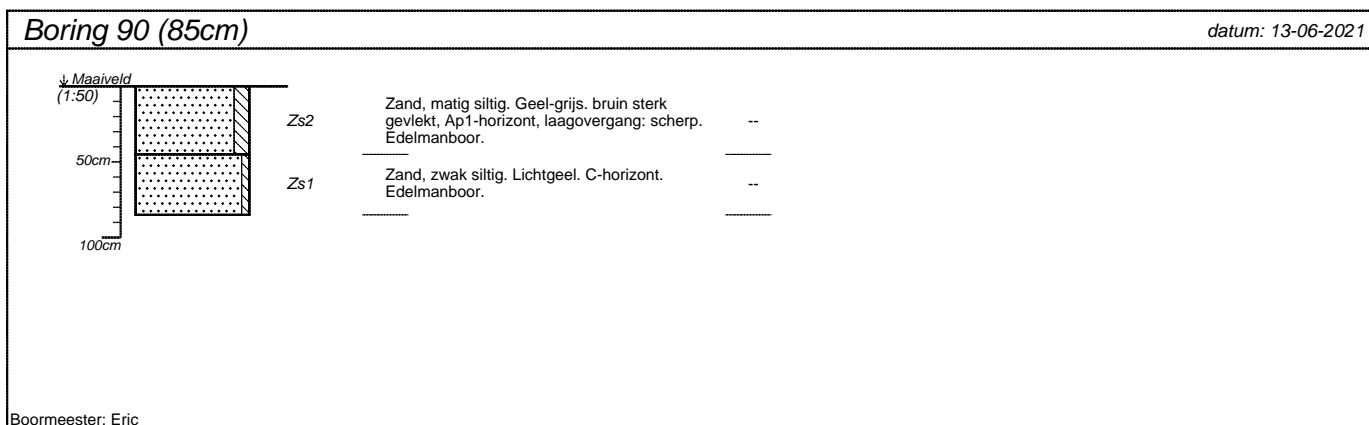 Boring 90 (85cm)
datum: 13-06-2021
Maaiveld
(1:50)
Zs2
Zand, matig siltig. Geel-grijs. bruin sterk
gevlekt, Ap1-horizont, laagovergang: scherp.
Edelmanboor.
--
50cm
Zs1
Zand, zwak siltig. Lichtgeel. C-horizont.
Edelmanboor.
--
100cm
Boormeester: Eric